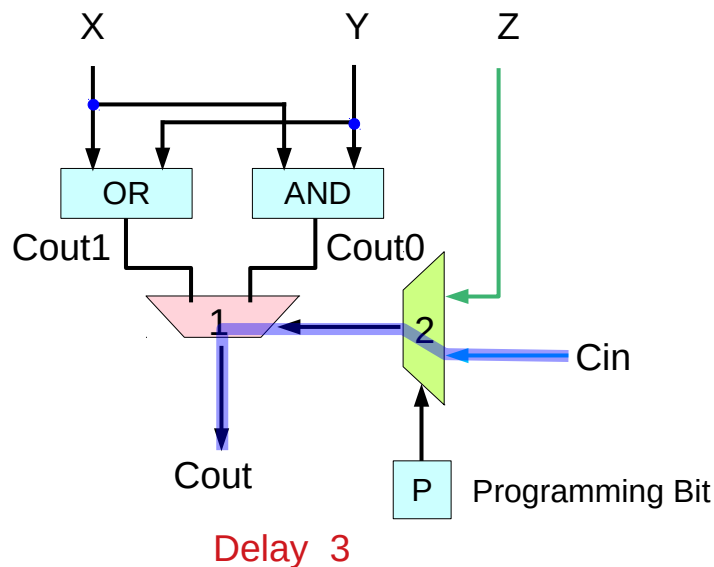 X Y Z
OR AND
Cout1 Cout0
1 2
Cin
Cout
P Programming Bit
Delay 3